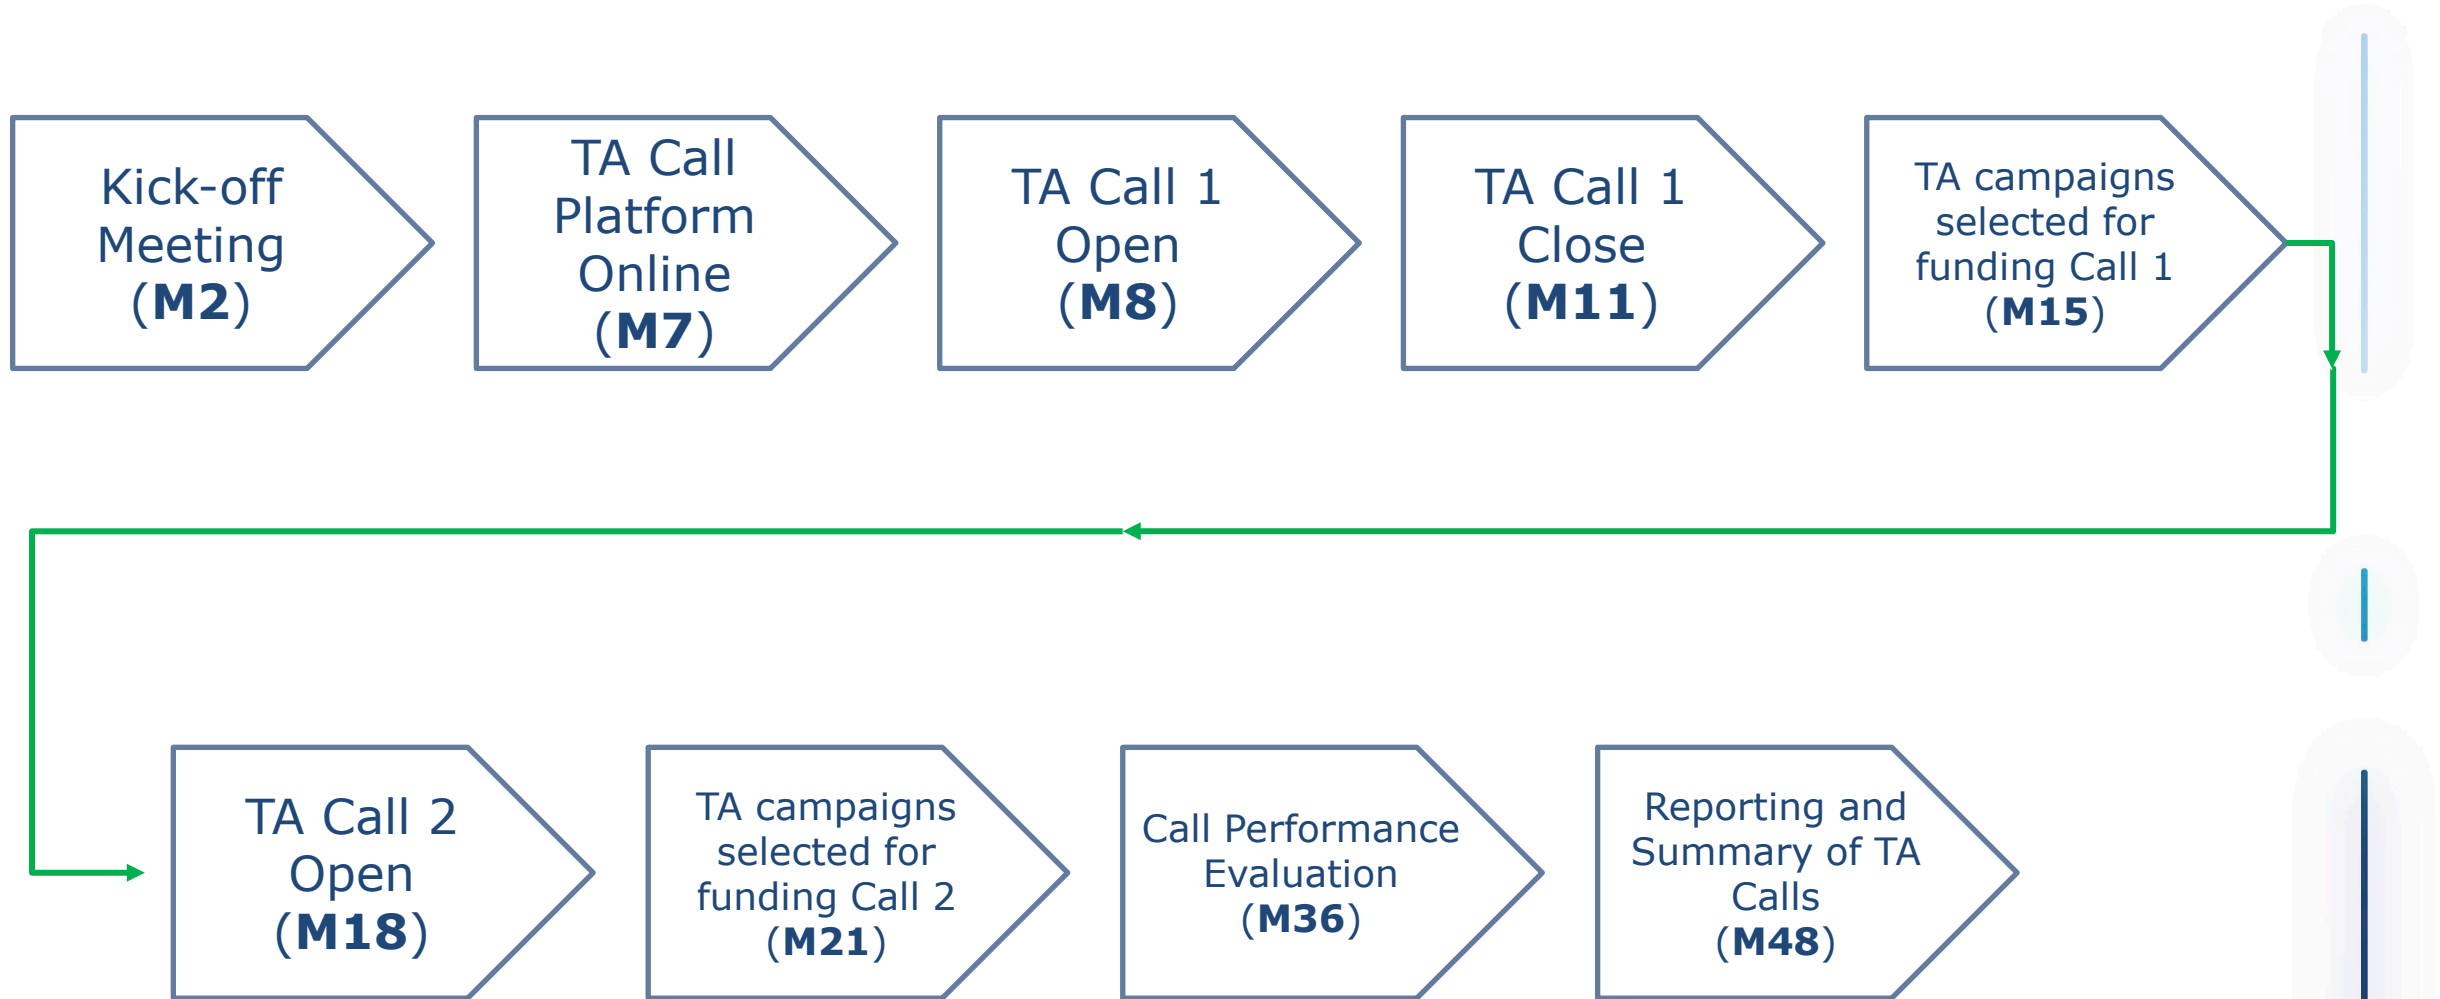 Kick-off
Meeting
(M2)
TA Call
Platform
Online
(M7)
TA Call 1
Open
(M8)
TA Call 1
Close
(M11)
TA campaigns
selected for
funding Call 1
(M15)
TA Call 2
Open
(M18)
TA campaigns
selected for
funding Call 2
(M21)
Call Performance
Evaluation
(M36)
Reporting and
Summary of TA
Calls
(M48)